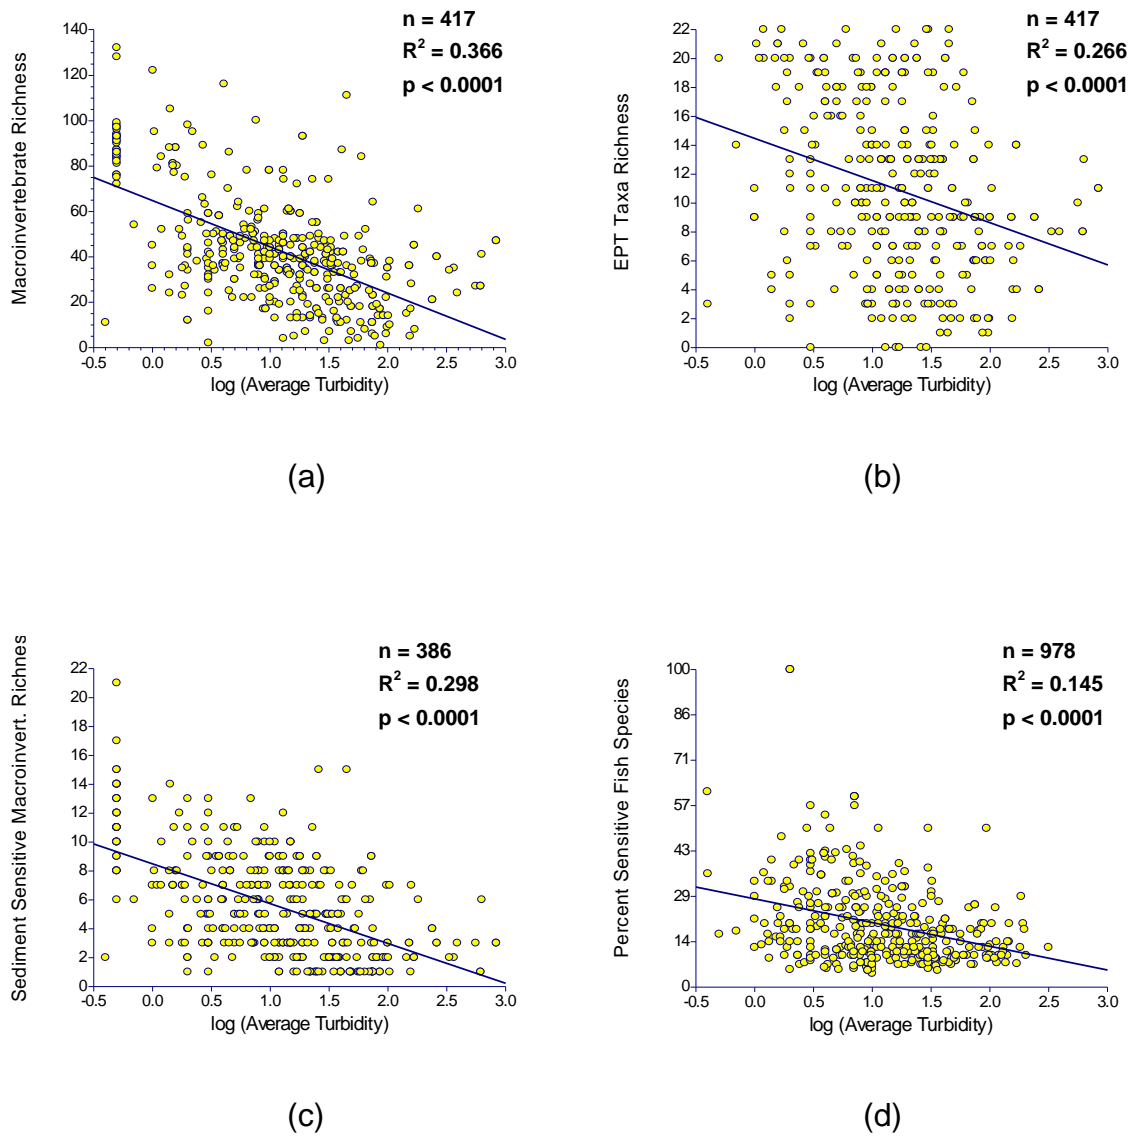 n = 417
R² = 0.366
p < 0.0001
Macroinvertebrate Richness
140
120
100
80
60
40
20
0
-0.5 0.0 0.5 1.0 1.5 2.0 2.5 3.0
log (Average Turbidity)
(a)
n = 417
R² = 0.266
p < 0.0001
EPT Taxa Richness
22
20
18
16
14
12
10
8
6
4
2
0
-0.5 0.0 0.5 1.0 1.5 2.0 2.5 3.0
log (Average Turbidity)
(b)
n = 386
R² = 0.298
p < 0.0001
Sediment Sensitive Macroinvert. Richnes
22
20
18
16
14
12
10
8
6
4
2
0
-0.5 0.0 0.5 1.0 1.5 2.0 2.5 3.0
log (Average Turbidity)
(c)
n = 978
R² = 0.145
p < 0.0001
Percent Sensitive Fish Species
100
86
71
57
43
29
14
0
-0.5 0.0 0.5 1.0 1.5 2.0 2.5 3.0
log (Average Turbidity)
(d)